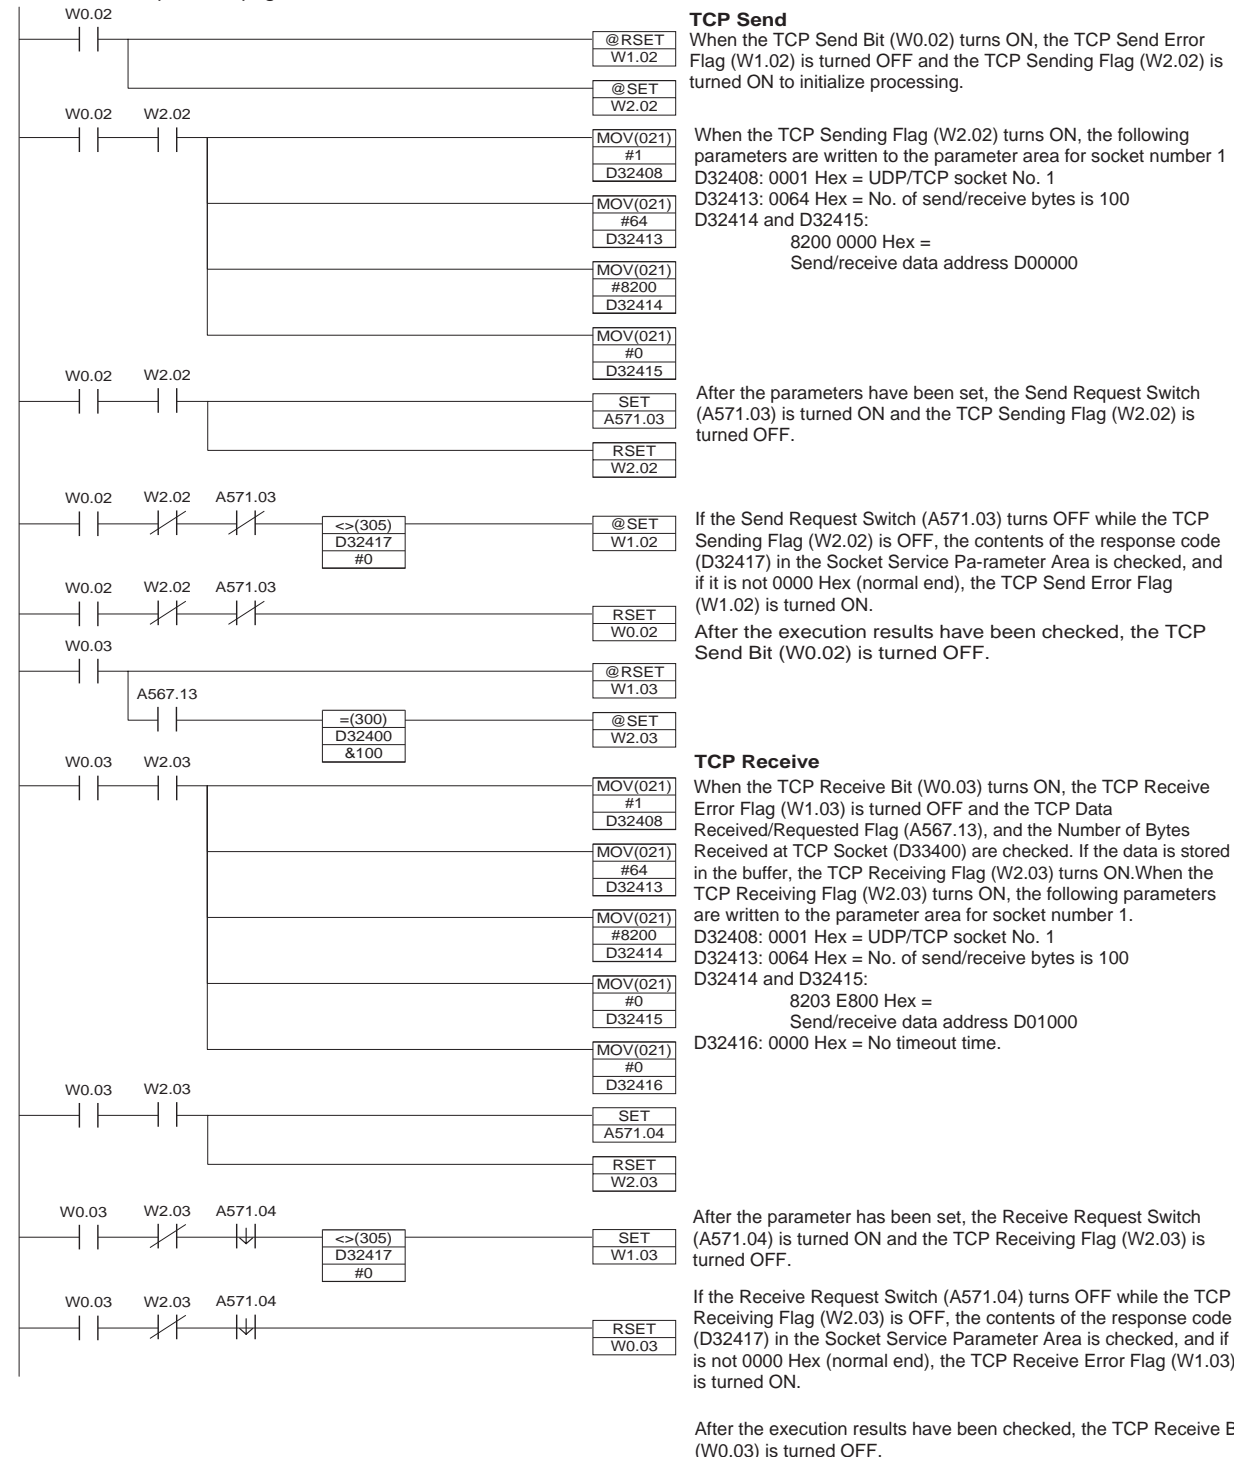 W0.02
@RSET
W1.02
@SET
W2.02
TCP Send
When the TCP Send Bit (W0.02) turns ON, the TCP Send Error
Flag (W1.02) is turned OFF and the TCP Sending Flag (W2.02) is
turned ON to initialize processing.
W0.02 W2.02
MOV(021)
#1
D32408
MOV(021)
#64
D32413
MOV(021)
#8200
D32414
MOV(021)
#0
D32415
When the TCP Sending Flag (W2.02) turns ON, the following
parameters are written to the parameter area for socket number 1
D32408: 0001 Hex = UDP/TCP socket No. 1
D32413: 0064 Hex = No. of send/receive bytes is 100
D32414 and D32415:
8200 0000 Hex =
Send/receive data address D00000
W0.02 W2.02
SET
A571.03
RSET
W2.02
After the parameters have been set, the Send Request Switch
(A571.03) is turned ON and the TCP Sending Flag (W2.02) is
turned OFF.
W0.02 W2.02 A571.03
<>(305)
D32417
#0
@SET
W1.02
If the Send Request Switch (A571.03) turns OFF while the TCP
Sending Flag (W2.02) is OFF, the contents of the response code
(D32417) in the Socket Service Pa-rameter Area is checked, and
if it is not 0000 Hex (normal end), the TCP Send Error Flag
(W1.02) is turned ON.
W0.02 W2.02 A571.03
RSET
W0.02
After the execution results have been checked, the TCP
Send Bit (W0.02) is turned OFF.
W0.03
@RSET
W1.03
A567.13
=(300)
D32400
&100
@SET
W2.03
TCP Receive
W0.03 W2.03
MOV(021)
#1
D32408
MOV(021)
#64
D32413
MOV(021)
#8200
D32414
MOV(021)
#0
D32415
MOV(021)
#0
D32416
When the TCP Receive Bit (W0.03) turns ON, the TCP Receive
Error Flag (W1.03) is turned OFF and the TCP Data
Received/Requested Flag (A567.13), and the Number of Bytes
Received at TCP Socket (D33400) are checked. If the data is stored
in the buffer, the TCP Receiving Flag (W2.03) turns ON.When the
TCP Receiving Flag (W2.03) turns ON, the following parameters
are written to the parameter area for socket number 1.
D32408: 0001 Hex = UDP/TCP socket No. 1
D32413: 0064 Hex = No. of send/receive bytes is 100
D32414 and D32415:
8203 E800 Hex =
Send/receive data address D01000
D32416: 0000 Hex = No timeout time.
W0.03 W2.03
SET
A571.04
RSET
W2.03
W0.03 W2.03 A571.04
<>(305)
D32417
#0
SET
W1.03
After the parameter has been set, the Receive Request Switch
(A571.04) is turned ON and the TCP Receiving Flag (W2.03) is
turned OFF.
W0.03 W2.03 A571.04
RSET
W0.03
If the Receive Request Switch (A571.04) turns OFF while the TCP
Receiving Flag (W2.03) is OFF, the contents of the response code
(D32417) in the Socket Service Parameter Area is checked, and if
is not 0000 Hex (normal end), the TCP Receive Error Flag (W1.03)
is turned ON.
After the execution results have been checked, the TCP Receive
(W0.03) is turned OFF.